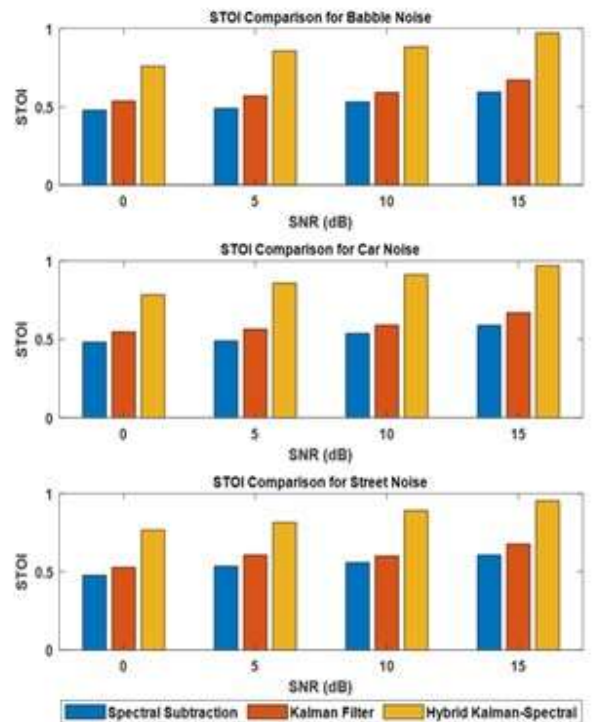 STOI Comparison for Babble Noise
1
0.5
0
STOI
0 5 10 15
SNR (dB)
STOI Comparison for Car Noise
1
0.5
0
STOI
0 5 10 15
SNR (dB)
STOI Comparison for Street Noise
1
0.5
0
STOI
0 5 10 15
SNR (dB)
Spectral Subtraction Kalman Filter Hybrid Kalman-Spectral